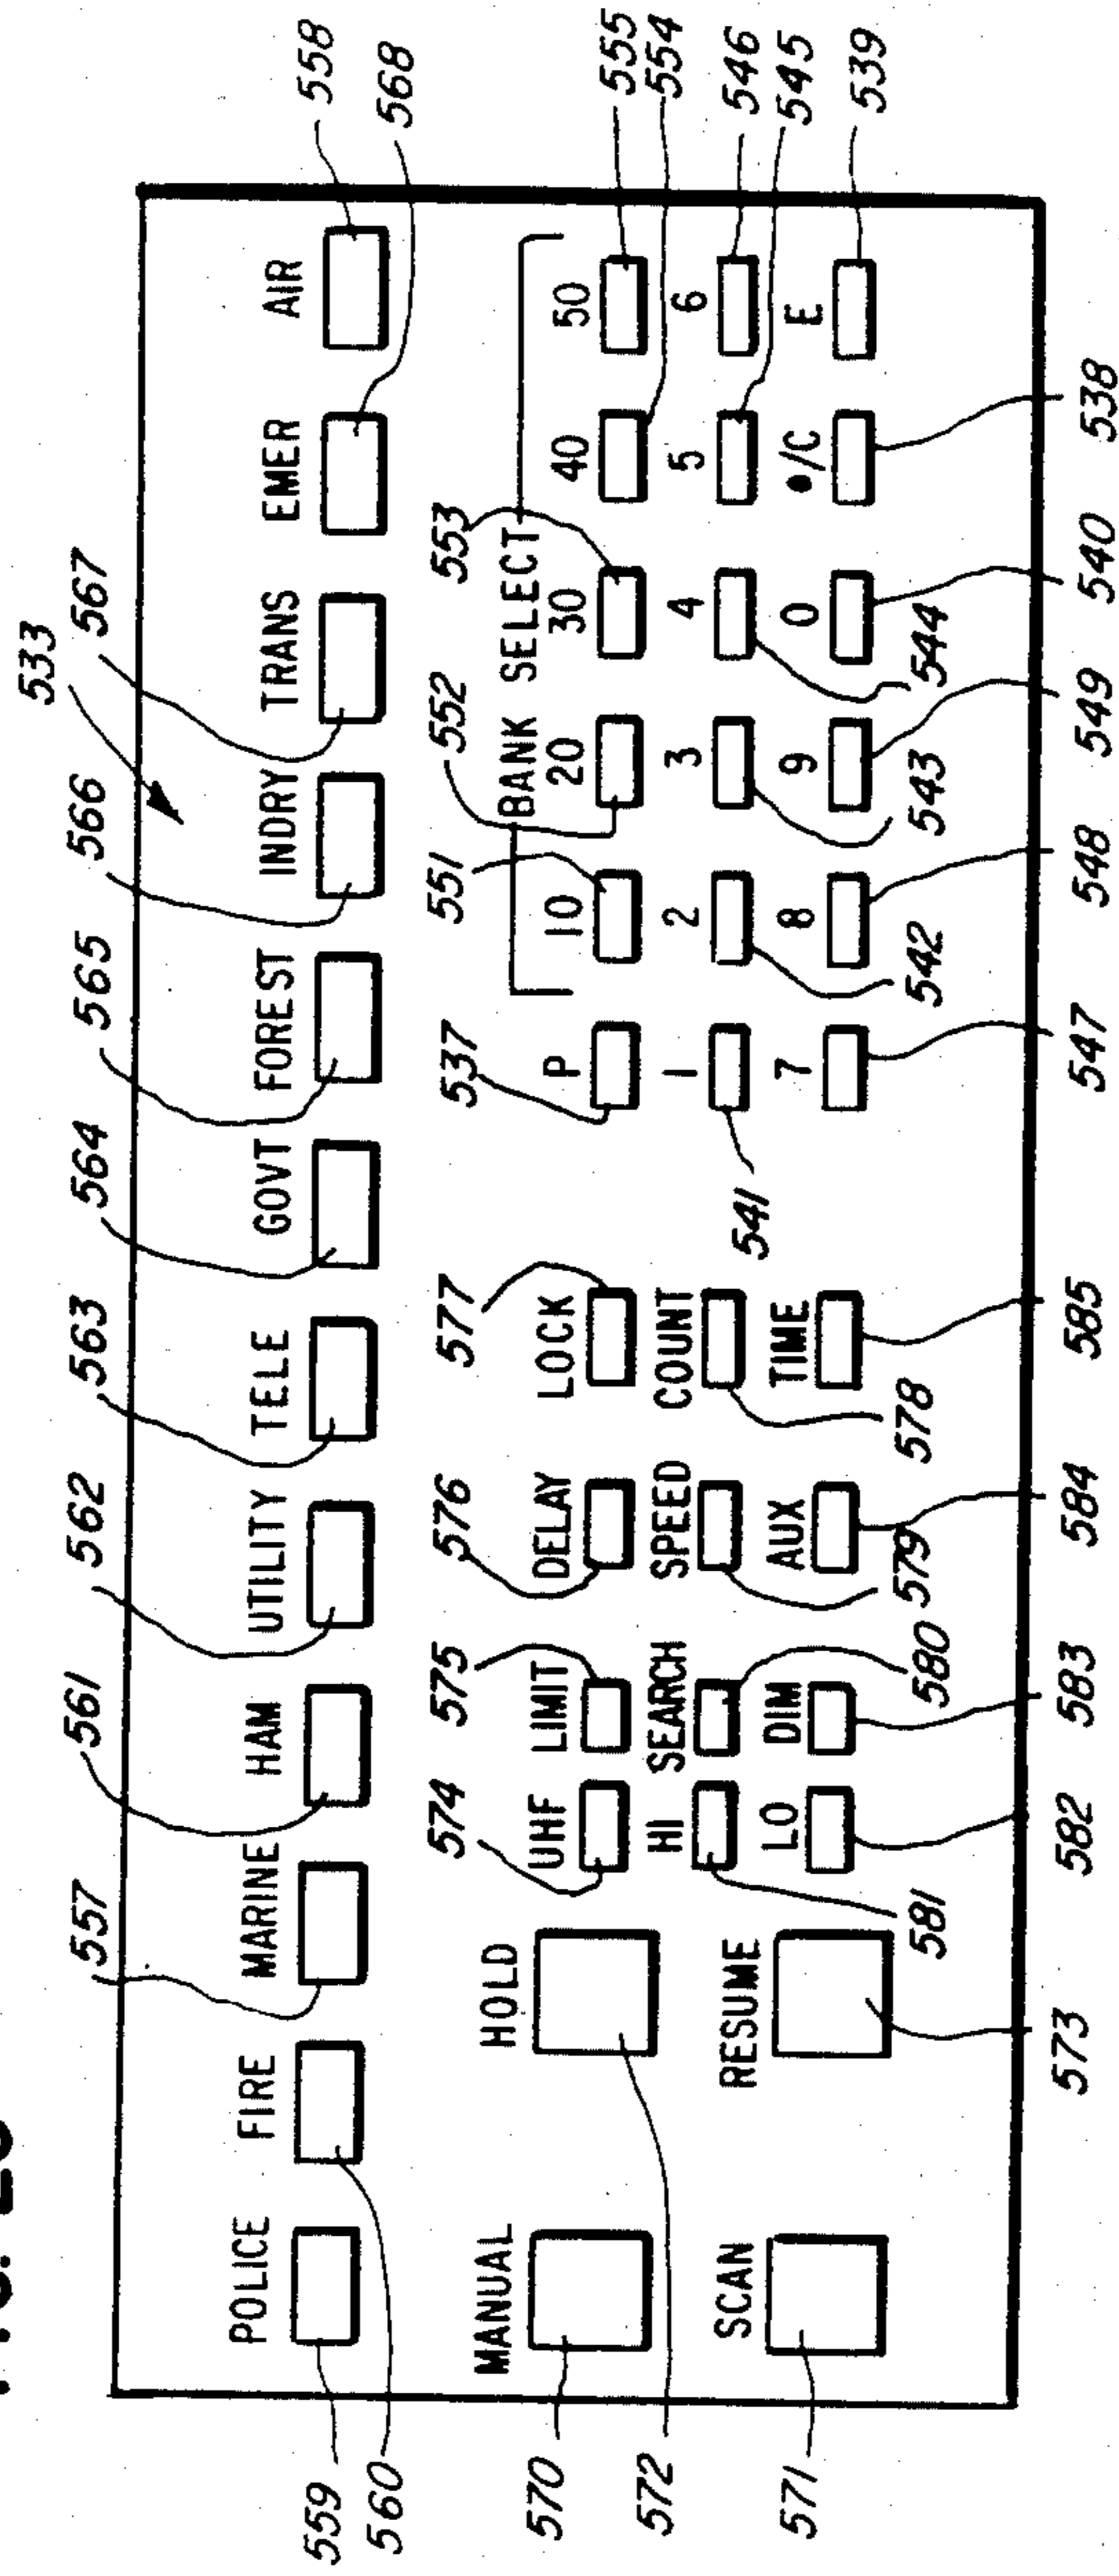 533
557 561 562 563 564 565 566 567
POLICE FIRE MARINE HAM UTILITY TELE GOVT FOREST INDRY TRANS EMER AIR
559 558
560 568
574 575 576 577 537 551 552 553
BANK SELECT
MANUAL HOLD UHF LIMIT DELAY LOCK P 10 20 30 40 50
570 555
572 554
HI SEARCH SPEED COUNT 1 2 3 4 5 6
546
541
SCAN RESUME LO DIM AUX TIME 7 8 9 0 •/C E
571 545
539
581 580 579 578 542 543 544
573 582 583 584 585 547 548 549 540 538